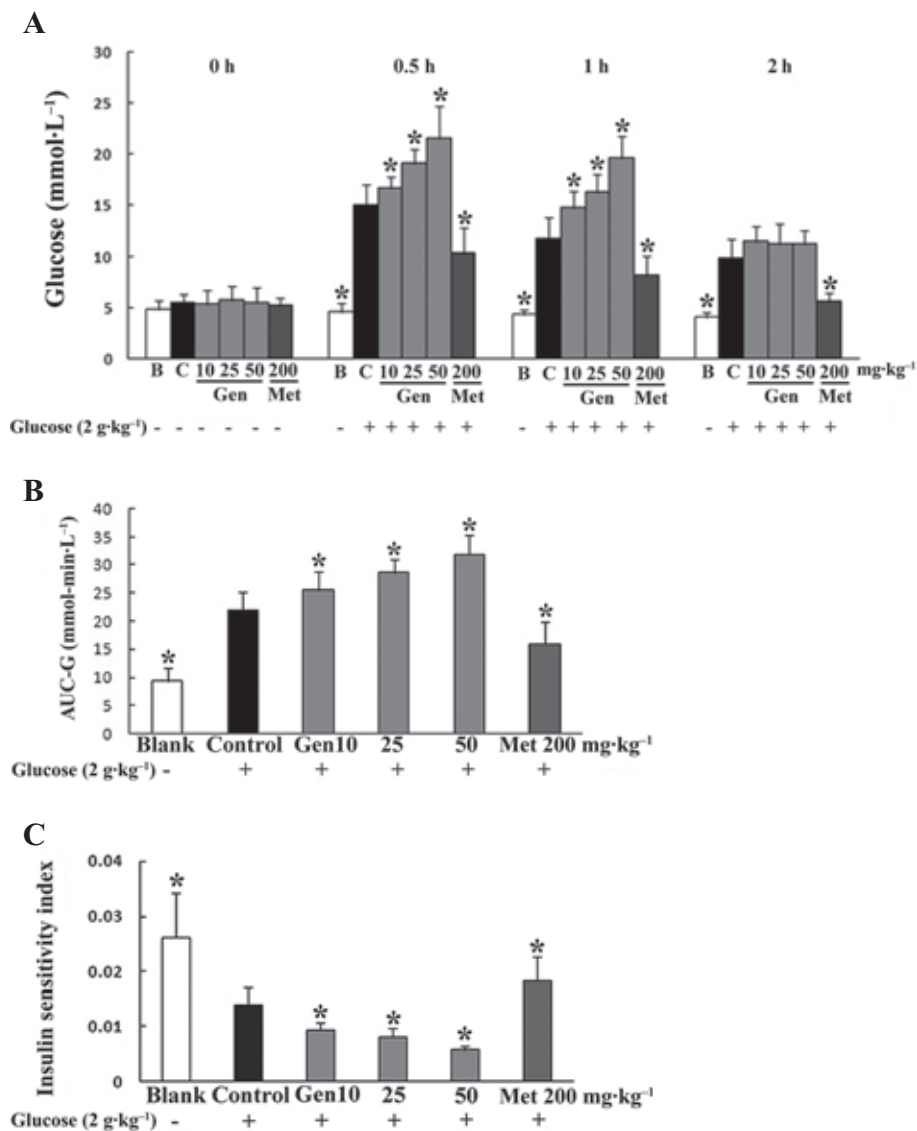 A
30
0 h 0.5 h 1 h 2 h
25
20
15
10
5
0
Glucose (mmol·L⁻¹)
* * * * * * * * * * * *
B C 10 25 50 200 B C 10 25 50 200 B C 10 25 50 200 B C 10 25 50 200 mg·kg⁻¹
Gen Met Gen Met Gen Met Gen Met
Glucose (2 g·kg⁻¹) - - - - - - - + + + + + - + + + + + - + + + + +
B
40
35
30
25
20
15
10
5
0
AUC-G (mmol·min·L⁻¹)
* * * * *
Blank Control Gen10 25 50 Met 200 mg·kg⁻¹
Glucose (2 g·kg⁻¹) - + + + + +
C
0.04
0.03
0.02
0.01
0
Insulin sensitivity index
* * * * *
Blank Control Gen10 25 50 Met 200 mg·kg⁻¹
Glucose (2 g·kg⁻¹) - + + + + +